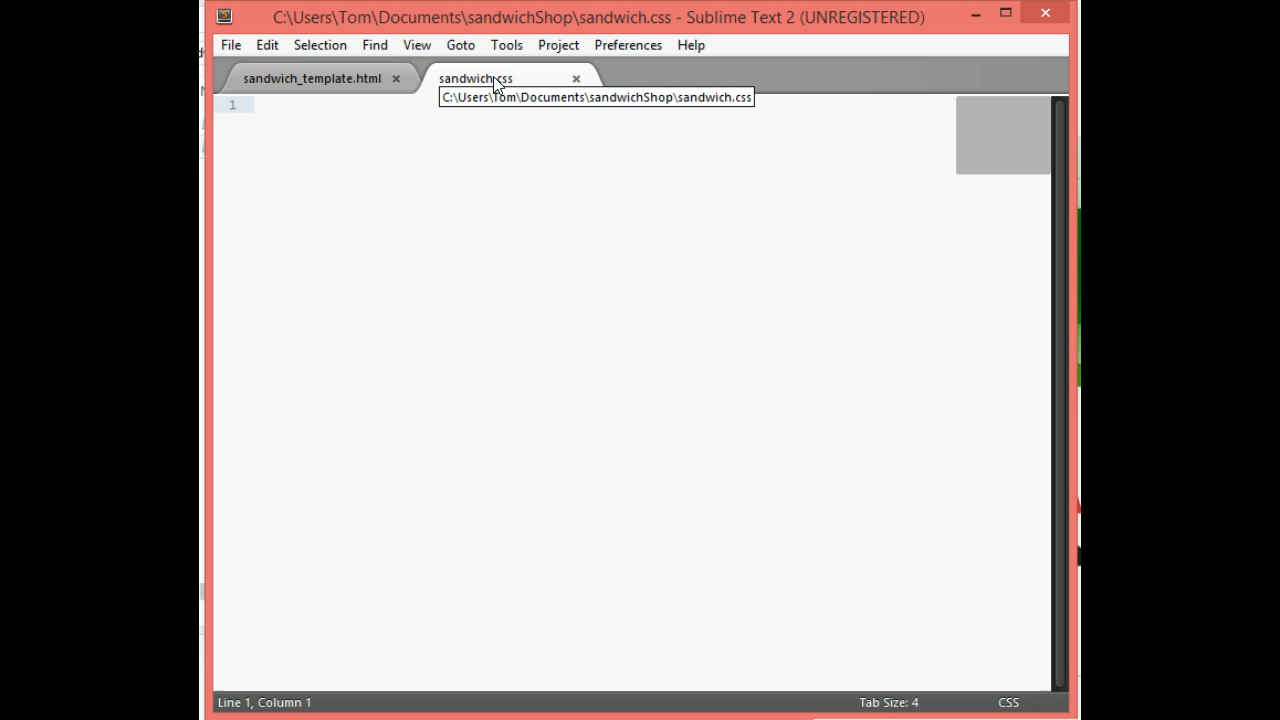 C:\Users\Tom\Documents\sandwichShop\sandwich.css - Sublime Text 2 (UNREGISTERED)
File Edit Selection Find View Goto Tools Project Preferences Help
sandwich_template.html sandwich.css
C:\Users\Tom\Documents\sandwichShop\sandwich.css
1
Line 1, Column 1 Tab Size: 4 CSS